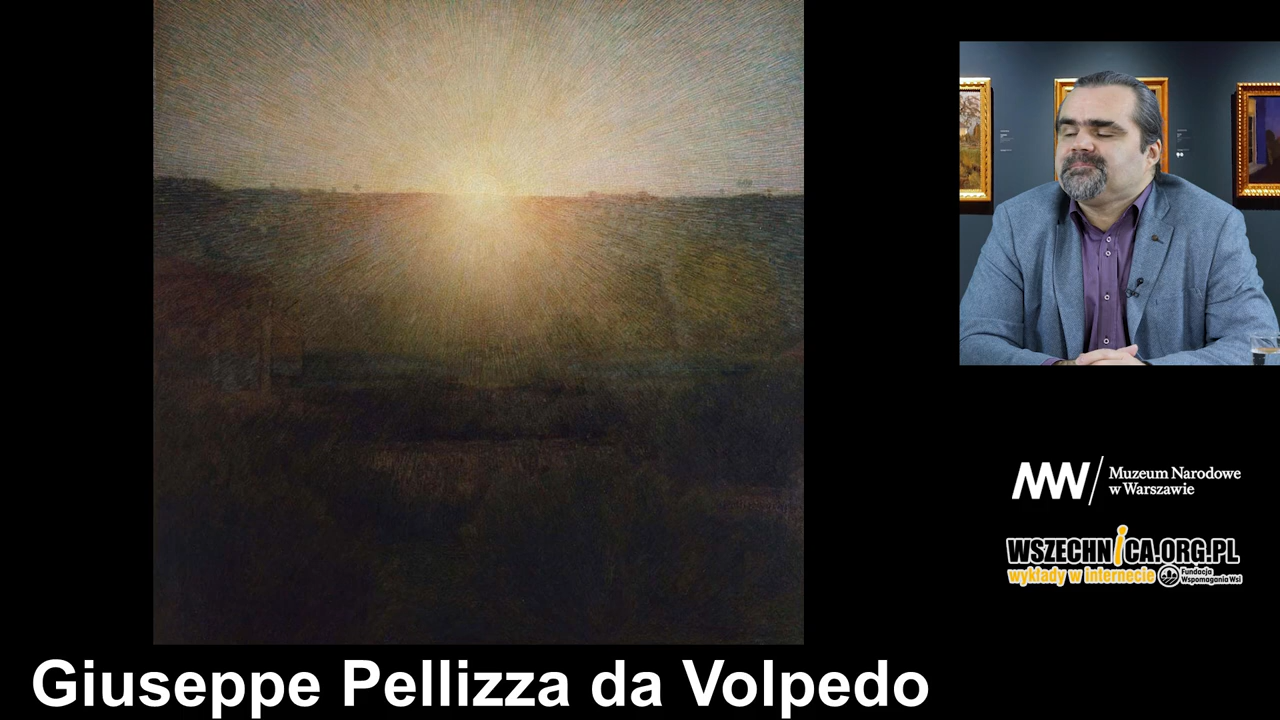 Muzeum Narodowe
w Warszawie
WSZECHNiCA.ORG.PL
wykłady w internecie
Fundacja
Wspomagania Wsi
Giuseppe Pellizza da Volpedo